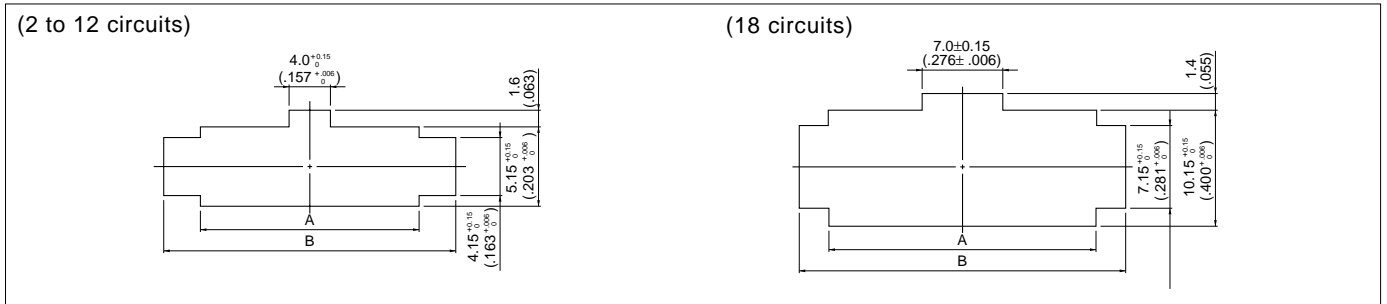 (2 to 12 circuits)
4.0 +0.15 0
(.157 +.006 0)
1.6
(.063)
5.15 +0.15 0
(.203 +.006 0)
4.15 +0.15 0
(.163 +.006 0)
A
B
(18 circuits)
7.0±0.15
(.276± .006)
1.4
(.055)
7.15 +0.15 0
(.281 +.006 0)
10.15 +0.15 0
(.400 +.006 0)
A
B